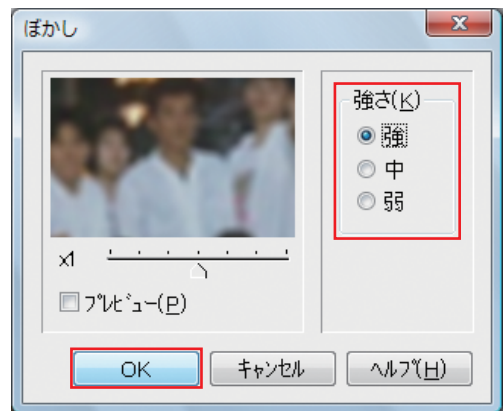 ぼかし
強さ(K)
強
中
弱
x1
プレビュー(P)
OK
キャンセル
ヘルプ(H)